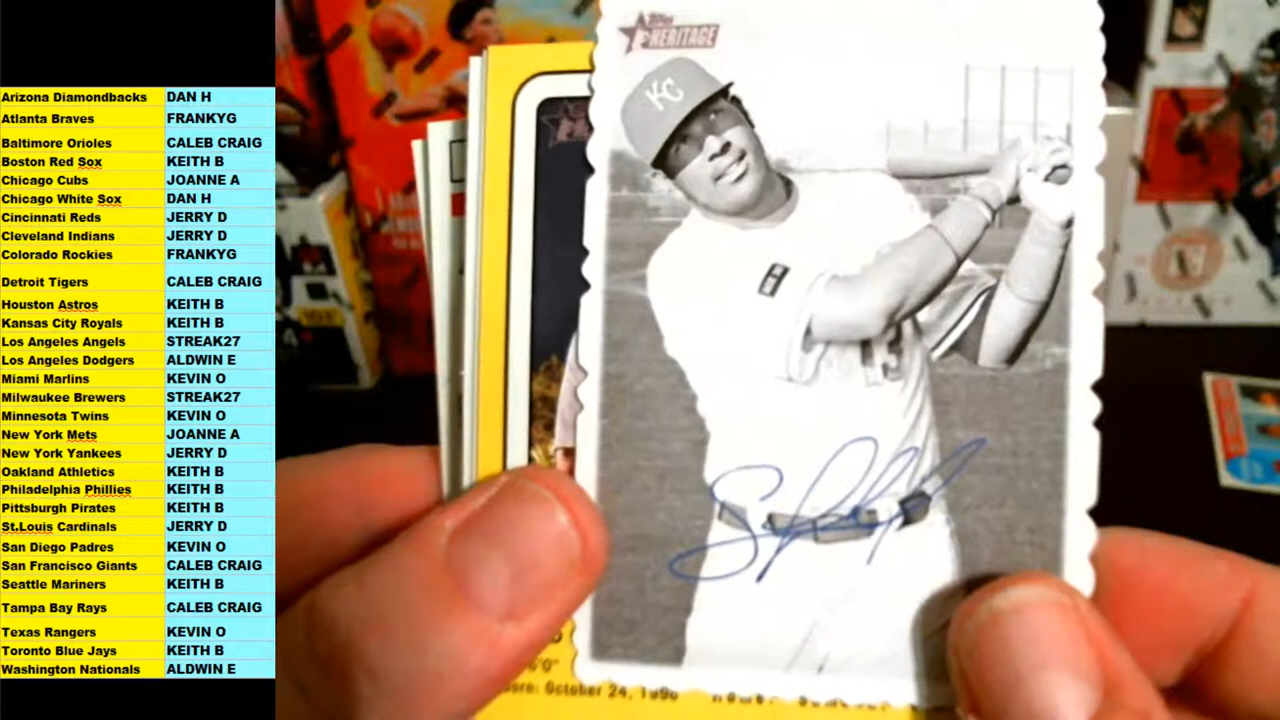 Arizona Diamondbacks DAN H
Atlanta Braves FRANKYG
Baltimore Orioles CALEB CRAIG
Boston Red Sox KEITH B
Chicago Cubs JOANNE A
Chicago White Sox DAN H
Cincinnati Reds JERRY D
Cleveland Indians JERRY D
Colorado Rockies FRANKYG
Detroit Tigers CALEB CRAIG
Houston Astros KEITH B
Kansas City Royals KEITH B
Los Angeles Angels STREAK27
Los Angeles Dodgers ALDWIN E
Miami Marlins KEVIN O
Milwaukee Brewers STREAK27
Minnesota Twins KEVIN O
New York Mets JOANNE A
New York Yankees JERRY D
Oakland Athletics KEITH B
Philadelphia Phillies KEITH B
Pittsburgh Pirates KEITH B
St.Louis Cardinals JERRY D
San Diego Padres KEVIN O
San Francisco Giants CALEB CRAIG
Seattle Mariners KEITH B
Tampa Bay Rays CALEB CRAIG
Texas Rangers KEVIN O
Toronto Blue Jays KEITH B
Washington Nationals ALDWIN E
Topps
HERITAGE
KC
October 24,